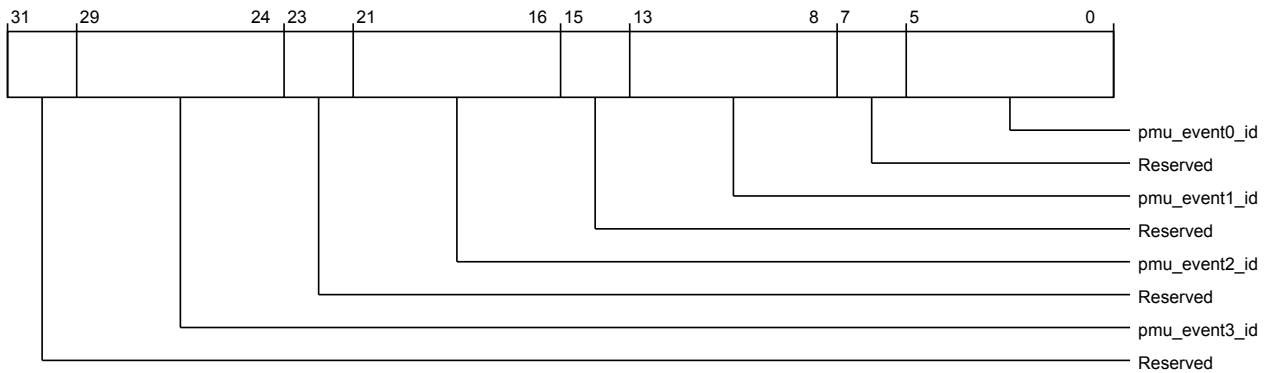 31 29 24 23 21 16 15 13 8 7 5 0
pmu_event0_id
Reserved
pmu_event1_id
Reserved
pmu_event2_id
Reserved
pmu_event3_id
Reserved